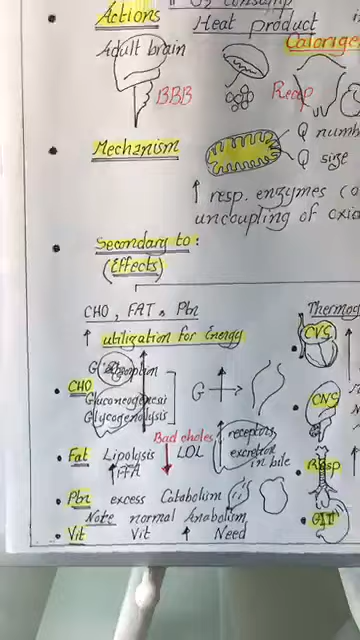 O₂ consump
Actions
Heat product
Calorige
Adult brain
BBB
Resp
Mechanism
Q numb
Q size
↑ resp. enzymes (o
uncoupling of oxid
Secondary to:
(Effects)
CHO, FAT & Ptn
Thermog
↑ utilization for Energy
CVS
G absorption
CHO
Gluconeogenesis
G
CNS
Glycogenolysis
Bad choles
receptors
Fat Lipolysis
LDL
excretion
in bile
Resp
↑ FFA
Ptn excess Catabolism
Note normal Anabolism
GIT
Vit Vit ↑ Need